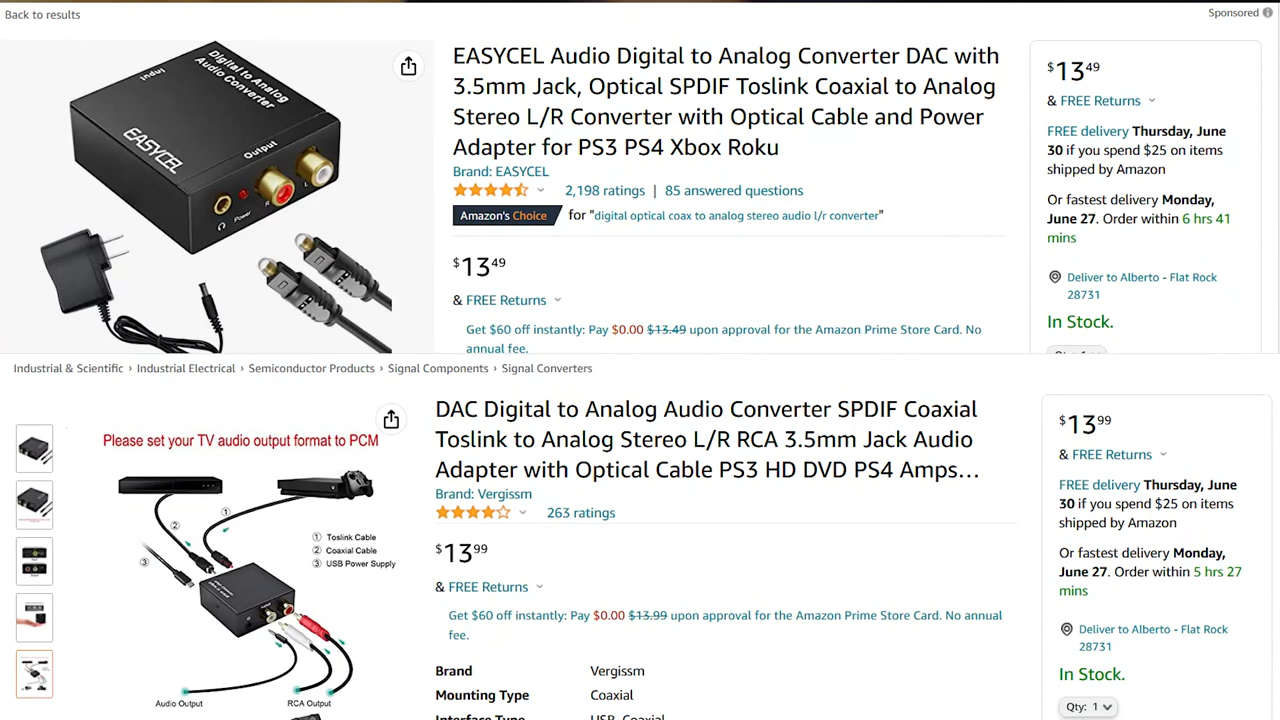 Back to results
Sponsored
Input
Digital to Analog
Audio Converter
EASYCEL
Output
R
L
Power
EASYCEL Audio Digital to Analog Converter DAC with
3.5mm Jack, Optical SPDIF Toslink Coaxial to Analog
Stereo L/R Converter with Optical Cable and Power
Adapter for PS3 PS4 Xbox Roku
Brand: EASYCEL
2,198 ratings | 85 answered questions
Amazon's Choice for "digital optical coax to analog stereo audio l/r converter"
$13 49
& FREE Returns
Get $60 off instantly: Pay $0.00 $13.49 upon approval for the Amazon Prime Store Card. No
annual fee.
$13 49
& FREE Returns
FREE delivery Thursday, June
30 if you spend $25 on items
shipped by Amazon
Or fastest delivery Monday,
June 27. Order within 6 hrs 41
mins
Deliver to Alberto - Flat Rock
28731
In Stock.
Industrial & Scientific › Industrial Electrical › Semiconductor Products › Signal Components › Signal Converters
Please set your TV audio output format to PCM
① Toslink Cable
② Coaxial Cable
③ USB Power Supply
②
①
③
Audio Output
RCA Output
DAC Digital to Analog Audio Converter SPDIF Coaxial
Toslink to Analog Stereo L/R RCA 3.5mm Jack Audio
Adapter with Optical Cable PS3 HD DVD PS4 Amps…
Brand: Vergissm
263 ratings
$13 99
& FREE Returns
Get $60 off instantly: Pay $0.00 $13.99 upon approval for the Amazon Prime Store Card. No annual
fee.
Brand Vergissm
Mounting Type Coaxial
Interface Type USB, Coaxial
$13 99
& FREE Returns
FREE delivery Thursday, June
30 if you spend $25 on items
shipped by Amazon
Or fastest delivery Monday,
June 27. Order within 5 hrs 27
mins
Deliver to Alberto - Flat Rock
28731
In Stock.
Qty: 1